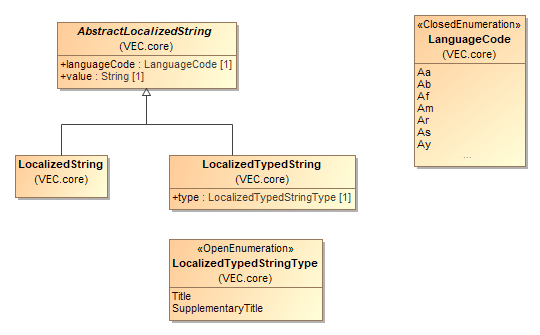 AbstractLocalizedString
(VEC.core)
+languageCode : LanguageCode [1]
+value : String [1]
«ClosedEnumeration»
LanguageCode
(VEC.core)
Aa
Ab
Af
Am
Ar
As
Ay
...
LocalizedString
(VEC.core)
LocalizedTypedString
(VEC.core)
+type : LocalizedTypedStringType [1]
«OpenEnumeration»
LocalizedTypedStringType
(VEC.core)
Title
SupplementaryTitle